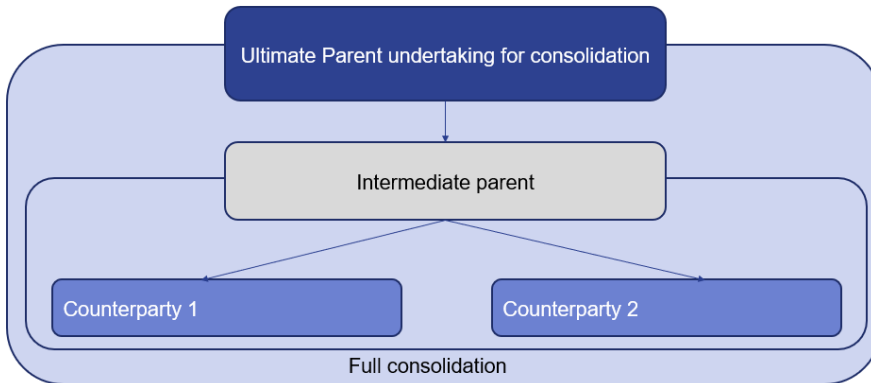 Ultimate Parent undertaking for consolidation
Intermediate parent
Counterparty 1
Counterparty 2
Full consolidation